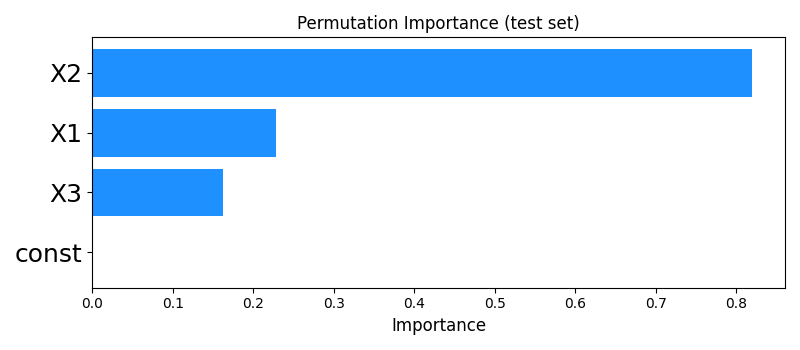 Permutation Importance (test set)
X2
X1
X3
const
0.0 0.1 0.2 0.3 0.4 0.5 0.6 0.7 0.8
Importance